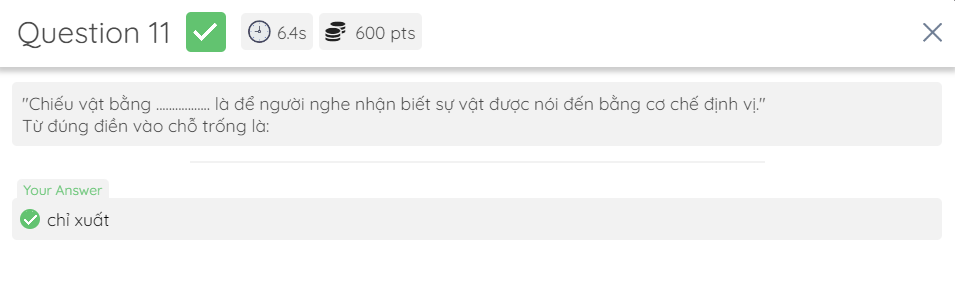 Question 11
6.4s
600 pts
"Chiếu vật bằng ................. là để người nghe nhận biết sự vật được nói đến bằng cơ chế định vị."
Từ đúng điền vào chỗ trống là:
Your Answer
chỉ xuất